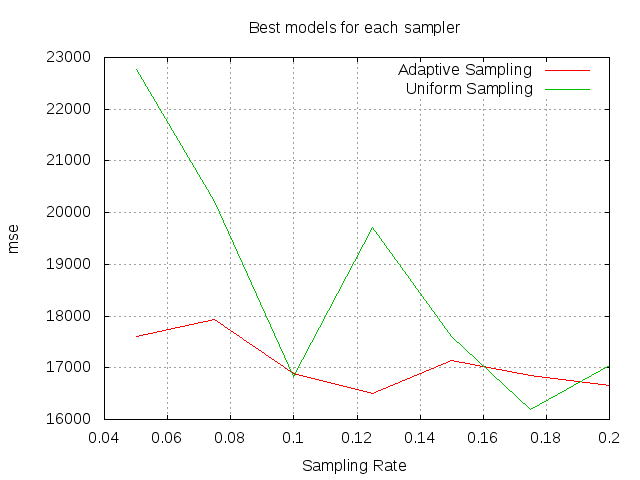 Best models for each sampler
Adaptive Sampling
Uniform Sampling
23000
22000
21000
20000
19000
18000
17000
16000
mse
0.04 0.06 0.08 0.1 0.12 0.14 0.16 0.18 0.2
Sampling Rate